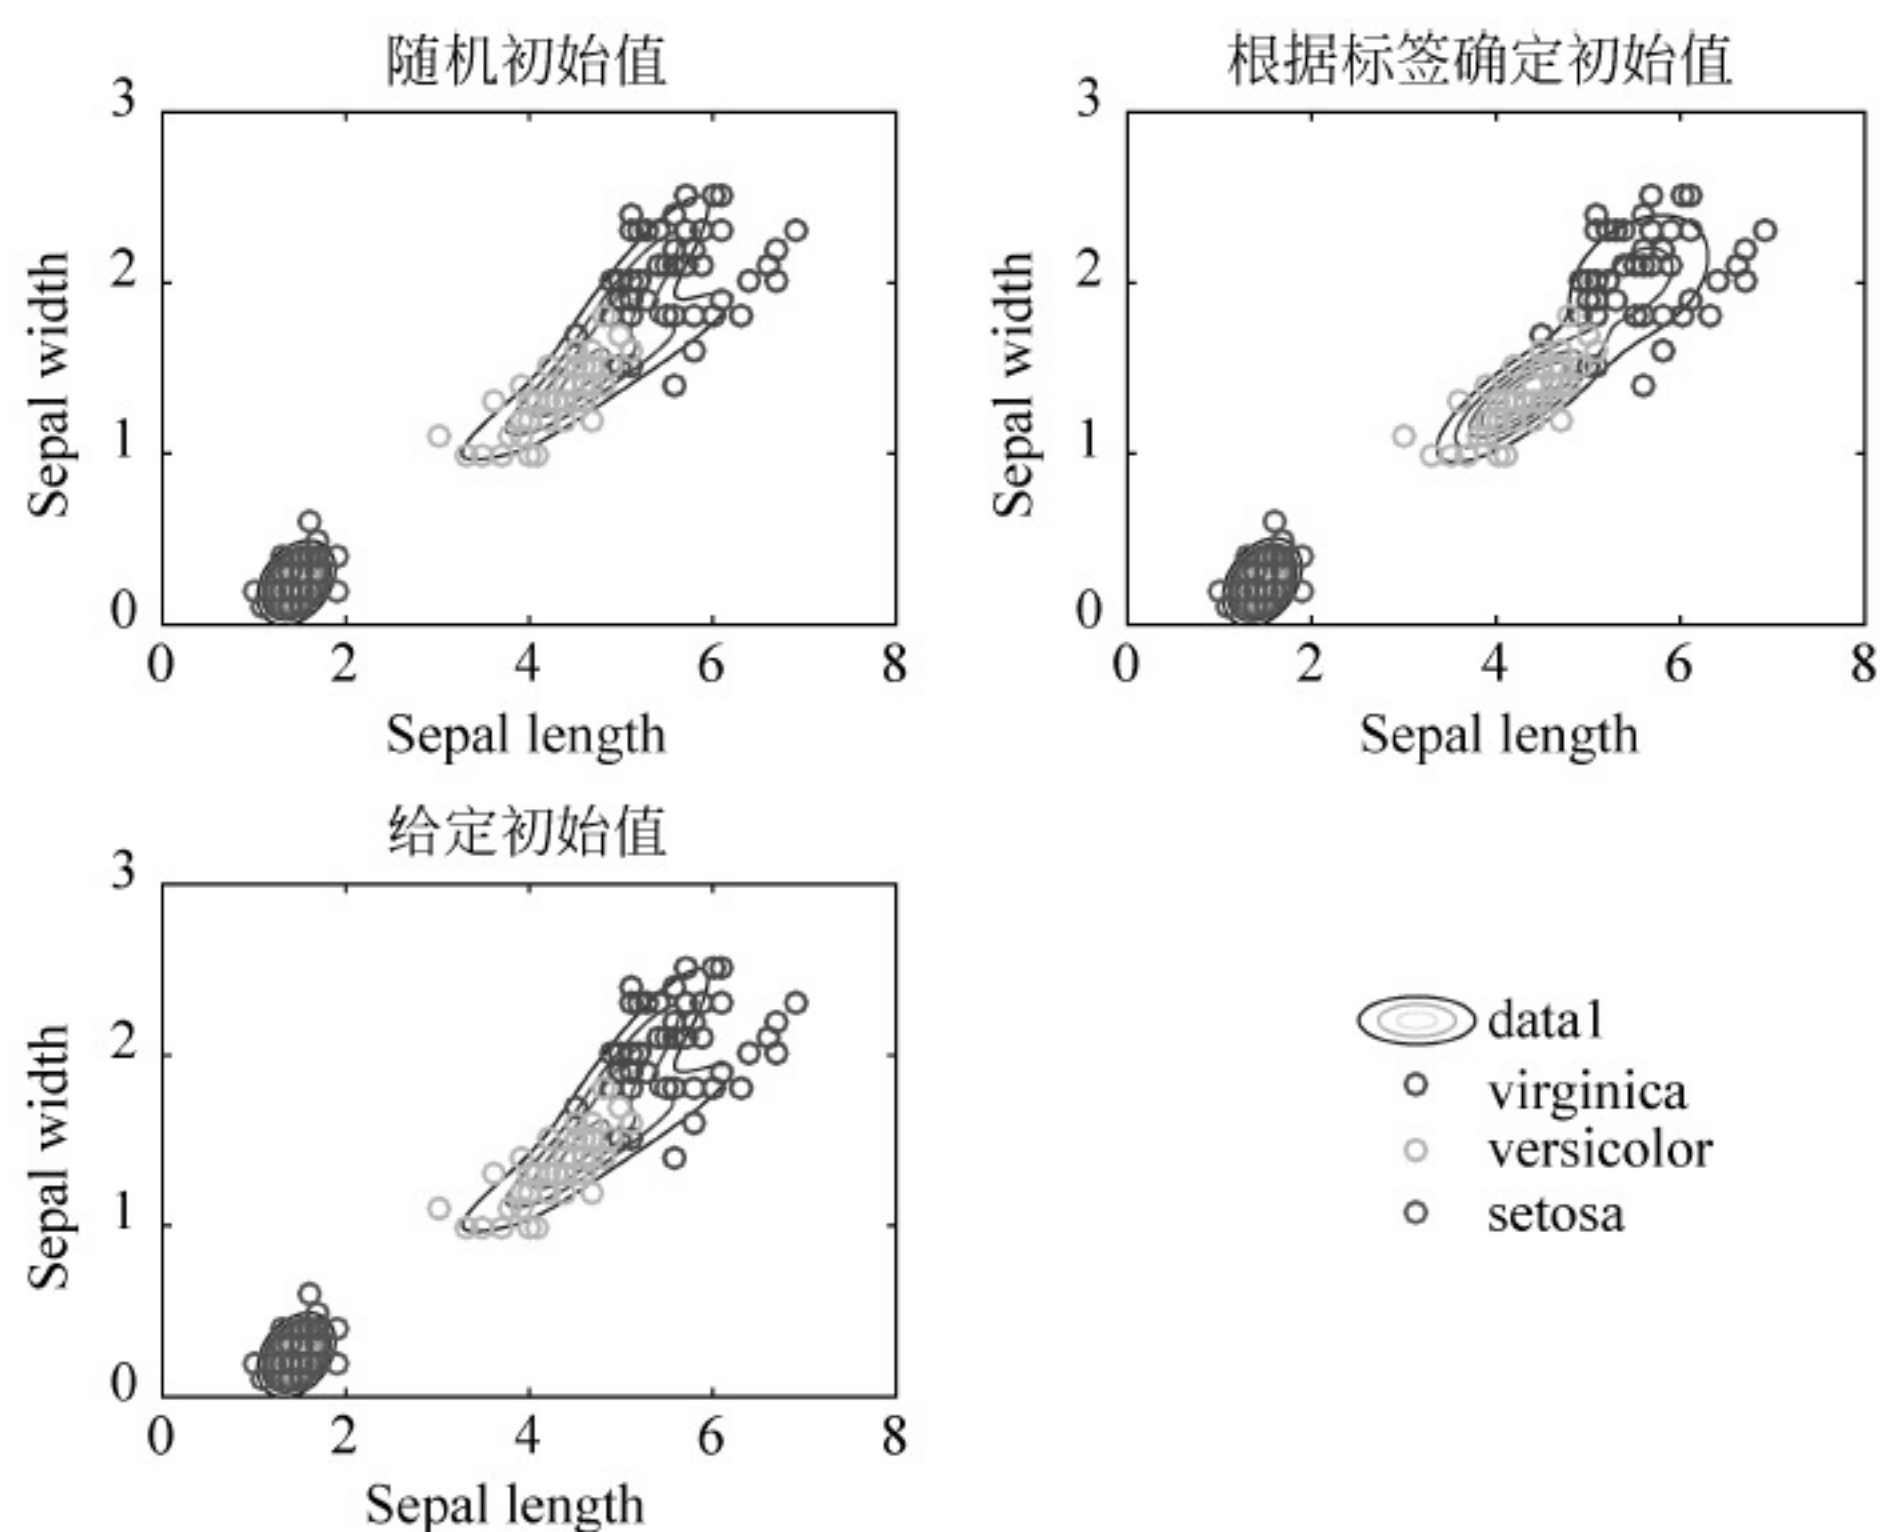 随机初始值
3
2
1
0
0 2 4 6 8
Sepal width
Sepal length
根据标签确定初始值
3
2
1
0
0 2 4 6 8
Sepal width
Sepal length
给定初始值
3
2
1
0
0 2 4 6 8
Sepal width
Sepal length
data1
virginica
versicolor
setosa